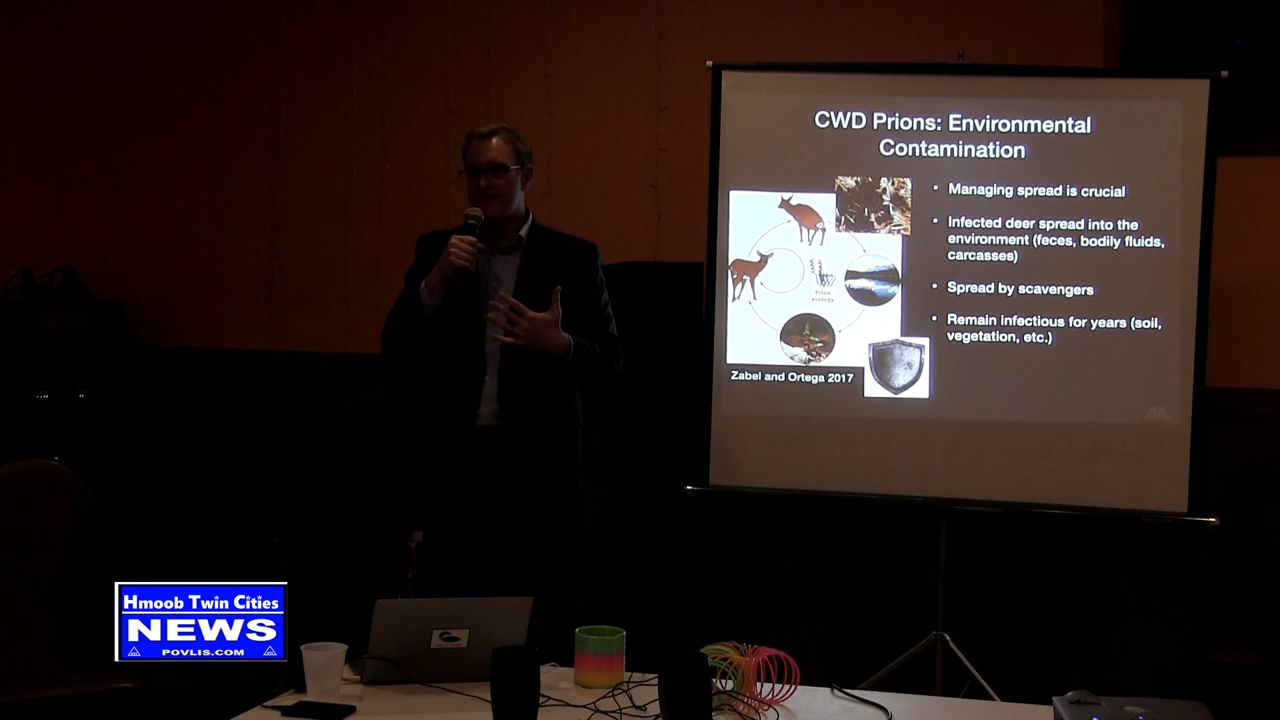 CWD Prions: Environmental
Contamination
• Managing spread is crucial
• Infected deer spread into the
environment (feces, bodily fluids,
carcasses)
• Spread by scavengers
• Remain infectious for years (soil,
vegetation, etc.)
Prion
ecology
Zabel and Ortega 2017
M
Hmoob Twin Cities
NEWS
POVLIS.COM